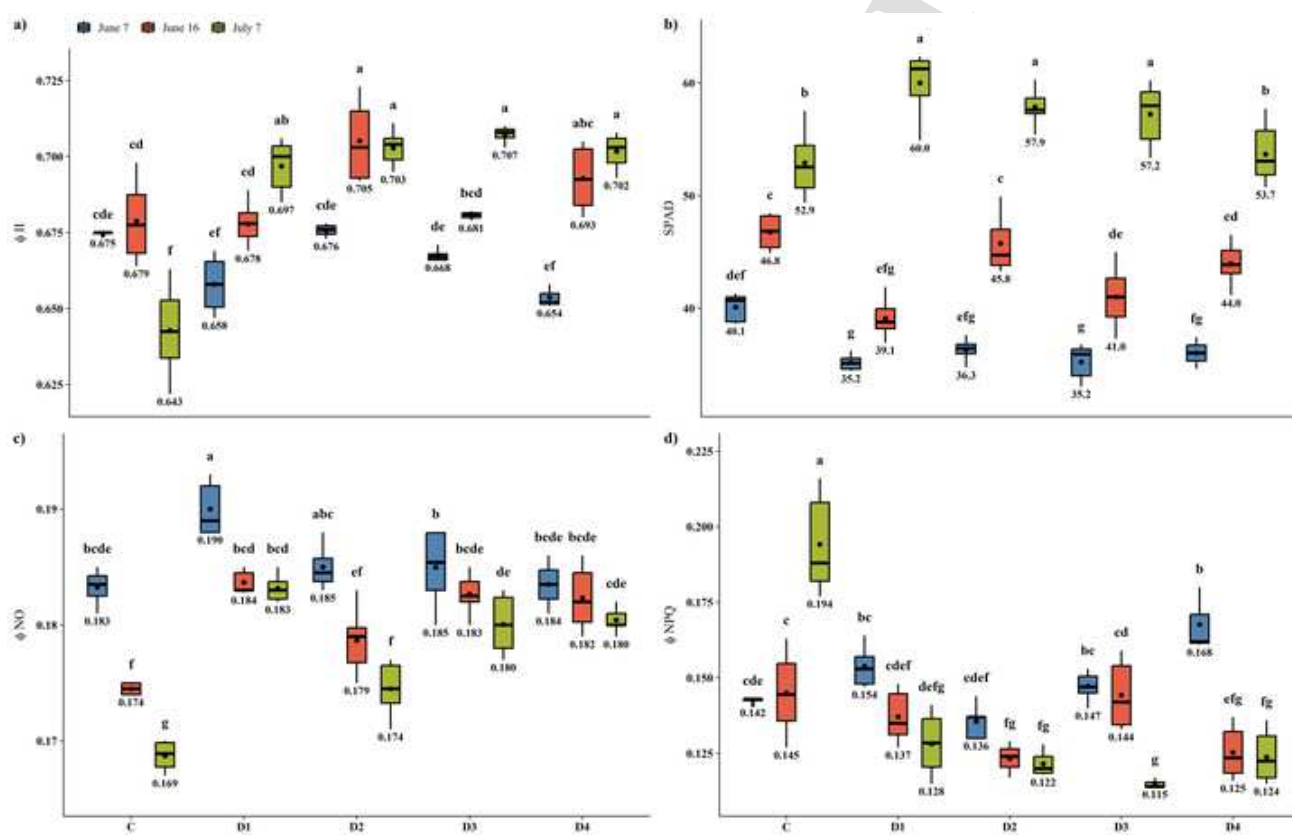 a) June 7 June 16 July 7
ϕ II
0.725
0.700
0.675
0.650
0.625
cde 0.675
cd 0.679
f 0.643
ef 0.658
cd 0.678
ab 0.697
cde 0.676
a 0.705
a 0.703
de 0.668
bcd 0.681
a 0.707
ef 0.654
abc 0.693
a 0.702
b)
SPAD
60
50
40
def 40.1
c 46.8
b 52.9
g 35.2
efg 39.1
a 60.0
efg 36.3
c 45.8
a 57.9
g 35.2
de 41.0
a 57.2
fg
cd 44.0
b 53.7
c)
ϕ NO
0.19
0.18
0.17
bcde 0.183
f 0.174
g 0.169
a 0.190
bcd 0.184
bcd 0.183
abc 0.185
ef 0.179
f 0.174
b 0.185
bcde 0.183
de 0.180
bcde 0.184
bcde 0.182
cde 0.180
C D1 D2 D3 D4
d)
ϕ NPQ
0.225
0.200
0.175
0.150
0.125
cde 0.142
c 0.145
a 0.194
bc 0.154
cdef 0.137
defg 0.128
cdef 0.136
fg
fg 0.122
bc 0.147
cd 0.144
g 0.115
b 0.168
efg 0.125
fg 0.124
C D1 D2 D3 D4